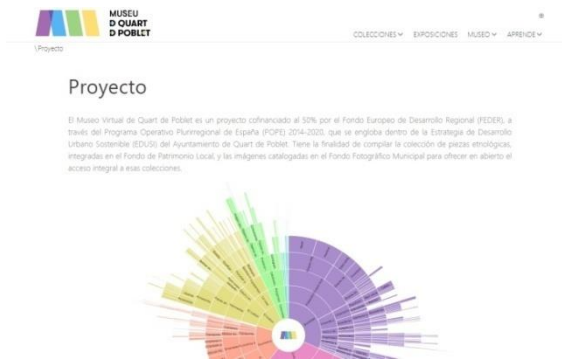 MUSEU
D QUART
D POBLET
COLECCIONES EXPOSICIONES MUSEO APRENDE
\ Proyecto
Proyecto
El Museo Virtual de Quart de Poblet es un proyecto cofinanciado al 50% por el Fondo Europeo de Desarrollo Regional (FEDER), a
través del Programa Operativo Plurirregional de España (POPE) 2014-2020, que se engloba dentro de la Estrategia de Desarrollo
Urbano Sostenible (EDUSI) del Ayuntamiento de Quart de Poblet. Tiene la finalidad de compilar la colección de piezas etnológicas,
integradas en el Fondo de Patrimonio Local, y las imágenes catalogadas en el Fondo Fotográfico Municipal para ofrecer en abierto el
acceso integral a esas colecciones.